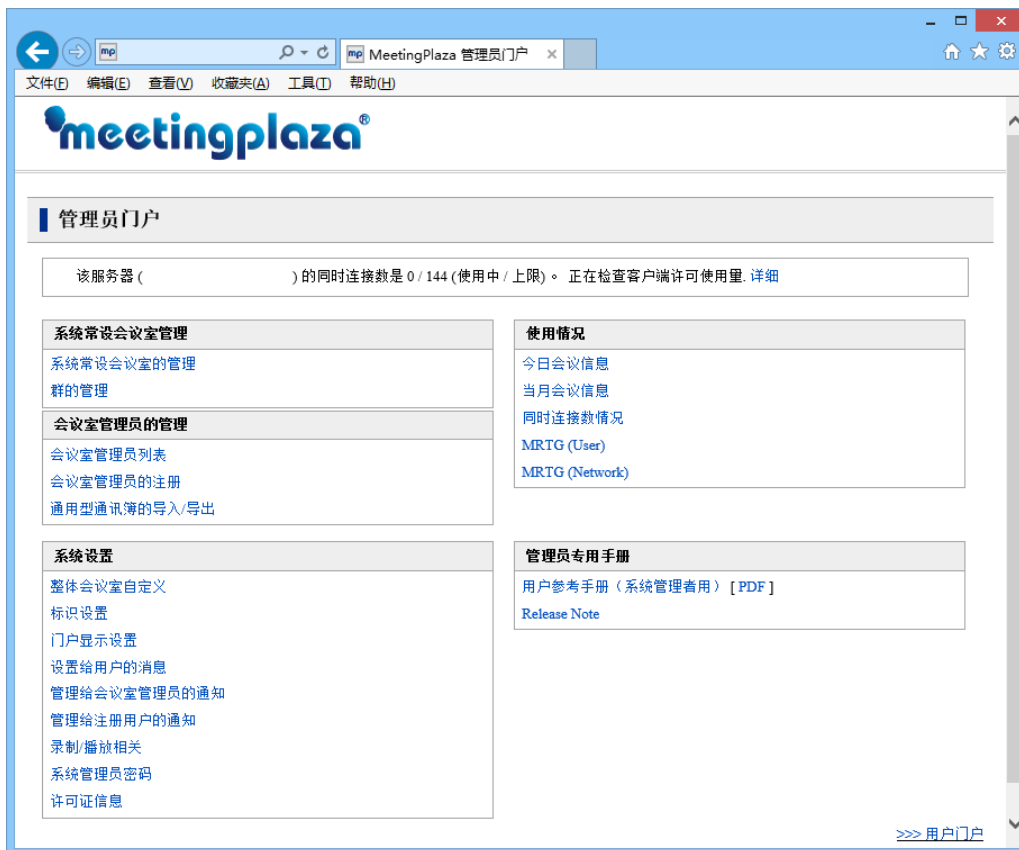 mp
mp MeetingPlaza 管理员门户
文件(F) 编辑(E) 查看(V) 收藏夹(A) 工具(T) 帮助(H)
meetingplaza®
管理员门户
该服务器 ( ) 的同时连接数是 0 / 144 (使用中 / 上限)。 正在检查客户端许可使用量. 详细
系统常设会议室管理
系统常设会议室的管理
群的管理
会议室管理员的管理
会议室管理员列表
会议室管理员的注册
通用型通讯簿的导入/导出
使用情况
今日会议信息
当月会议信息
同时连接数情况
MRTG (User)
MRTG (Network)
系统设置
整体会议室自定义
标识设置
门户显示设置
设置给用户的消息
管理给会议室管理员的通知
管理给注册用户的通知
录制/播放相关
系统管理员密码
许可证信息
管理员专用手册
用户参考手册（系统管理者用） [ PDF ]
Release Note
>>> 用户门户